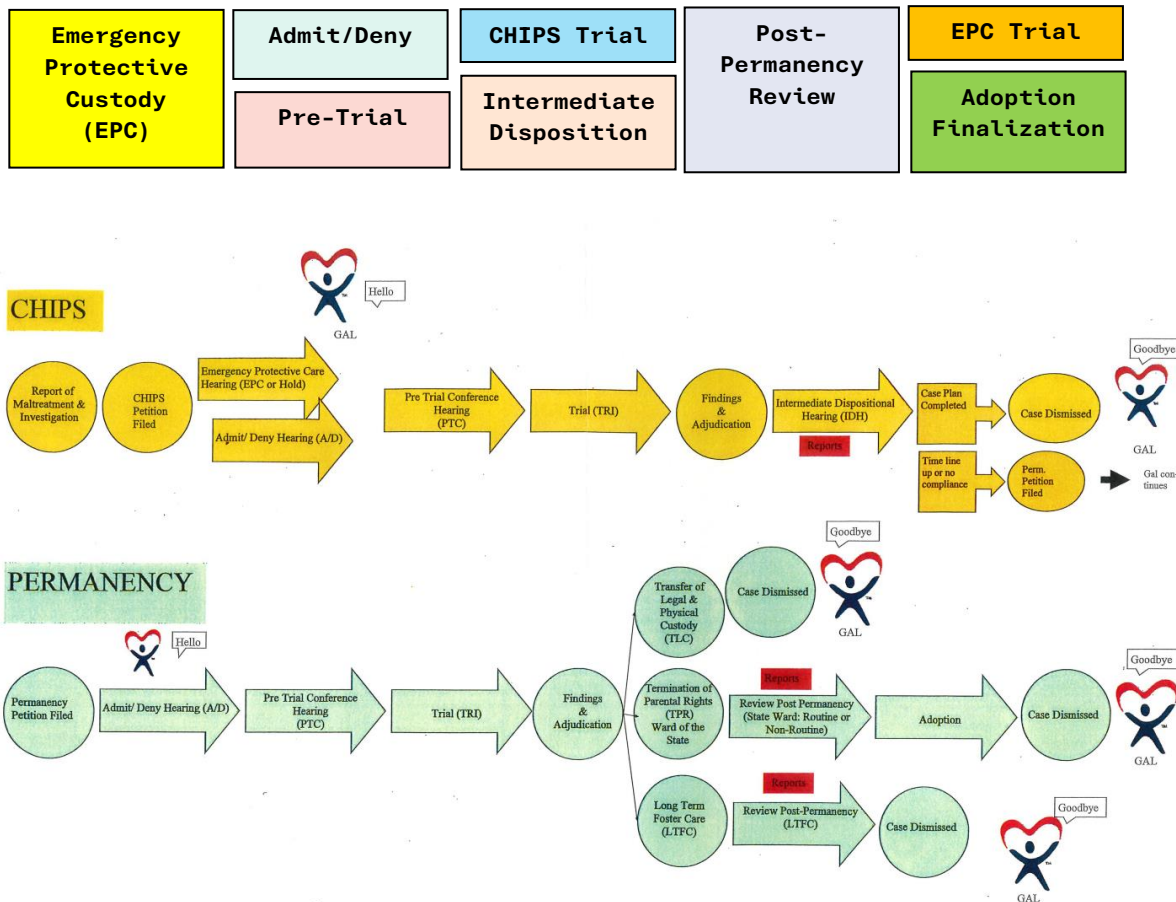 Emergency
Protective
Custody
(EPC)
Admit/Deny
Pre-Trial
CHIPS Trial
Intermediate
Disposition
Post-
Permanency
Review
EPC Trial
Adoption
Finalization
CHIPS
Hello
GAL
Report of
Maltreatment &
Investigation
CHIPS
Petition
Filed
Emergency Protective Care
Hearing (EPC or Hold)
Admit/ Deny Hearing (A/D)
Pre Trial Conference
Hearing
(PTC)
Trial (TRI)
Findings
&
Adjudication
Intermediate Dispositional
Hearing (IDH)
Reports
Case Plan
Completed
Case Dismissed
Goodbye
GAL
Time line
up or no
compliance
Perm.
Petition
Filed
Gal con-
tinues
PERMANENCY
Hello
Permanency
Petition Filed
Admit/ Deny Hearing (A/D)
Pre Trial Conference
Hearing
(PTC)
Trial (TRI)
Findings
&
Adjudication
Transfer of
Legal &
Physical
Custody
(TLC)
Case Dismissed
Goodbye
GAL
Termination of
Parental Rights
(TPR)
Ward of the
State
Reports
Review Post Permanency
(State Ward: Routine or
Non-Routine)
Adoption
Case Dismissed
Goodbye
GAL
Long Term
Foster Care
(LTFC)
Reports
Review Post-Permanency
(LTFC)
Case Dismissed
Goodbye
GAL